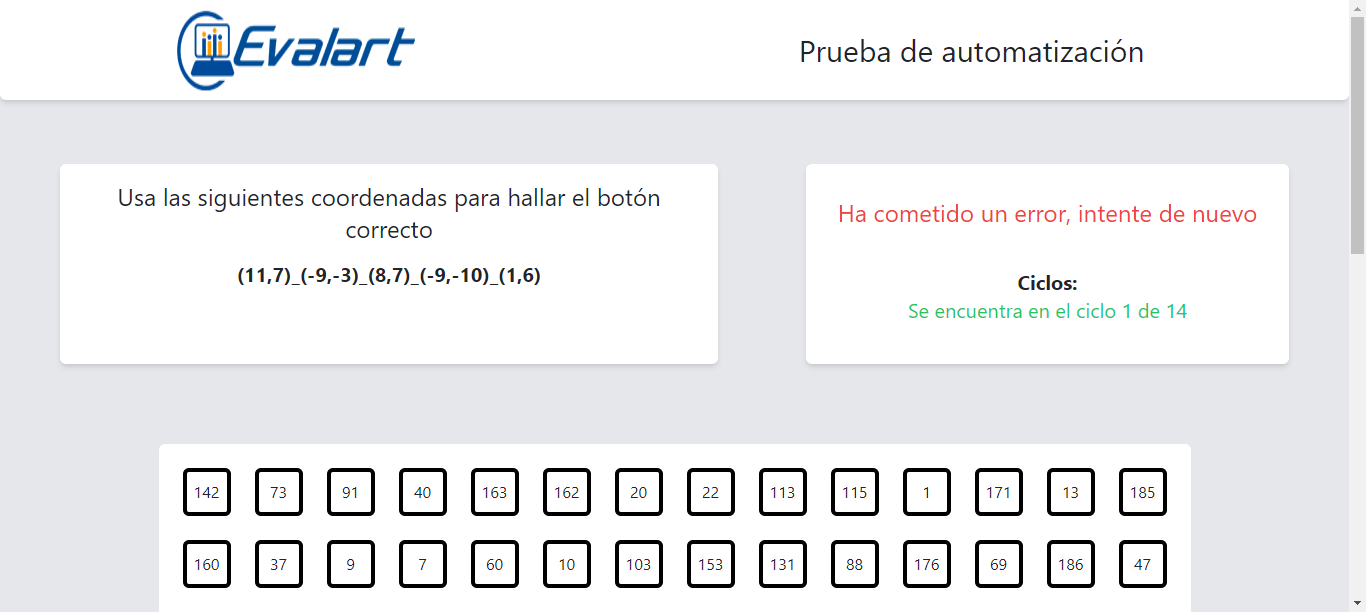 Evalart
Prueba de automatización
Usa las siguientes coordenadas para hallar el botón
correcto
(11,7)_(-9,-3)_(8,7)_(-9,-10)_(1,6)
Ha cometido un error, intente de nuevo
Ciclos:
Se encuentra en el ciclo 1 de 14
142 73 91 40 163 162 20 22 113 115 1 171 13 185
160 37 9 7 60 10 103 153 131 88 176 69 186 47